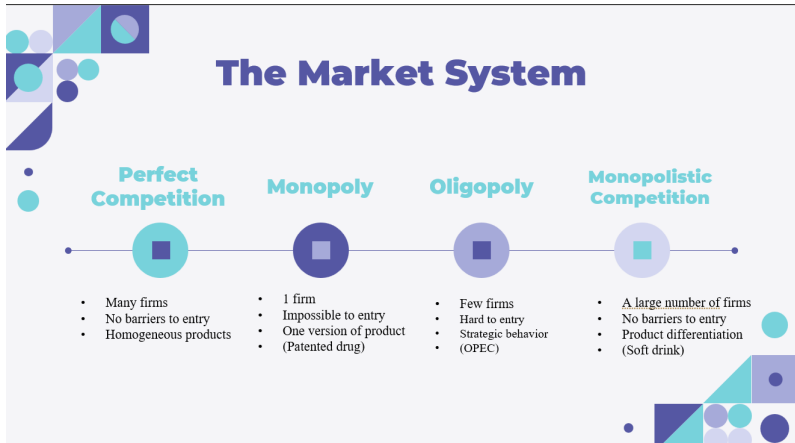 The Market System
Perfect
Competition
• Many firms
• No barriers to entry
• Homogeneous products
Monopoly
• 1 firm
• Impossible to entry
• One version of product
• (Patented drug)
Oligopoly
• Few firms
• Hard to entry
• Strategic behavior
• (OPEC)
Monopolistic
Competition
• A large number of firms
• No barriers to entry
• Product differentiation
• (Soft drink)